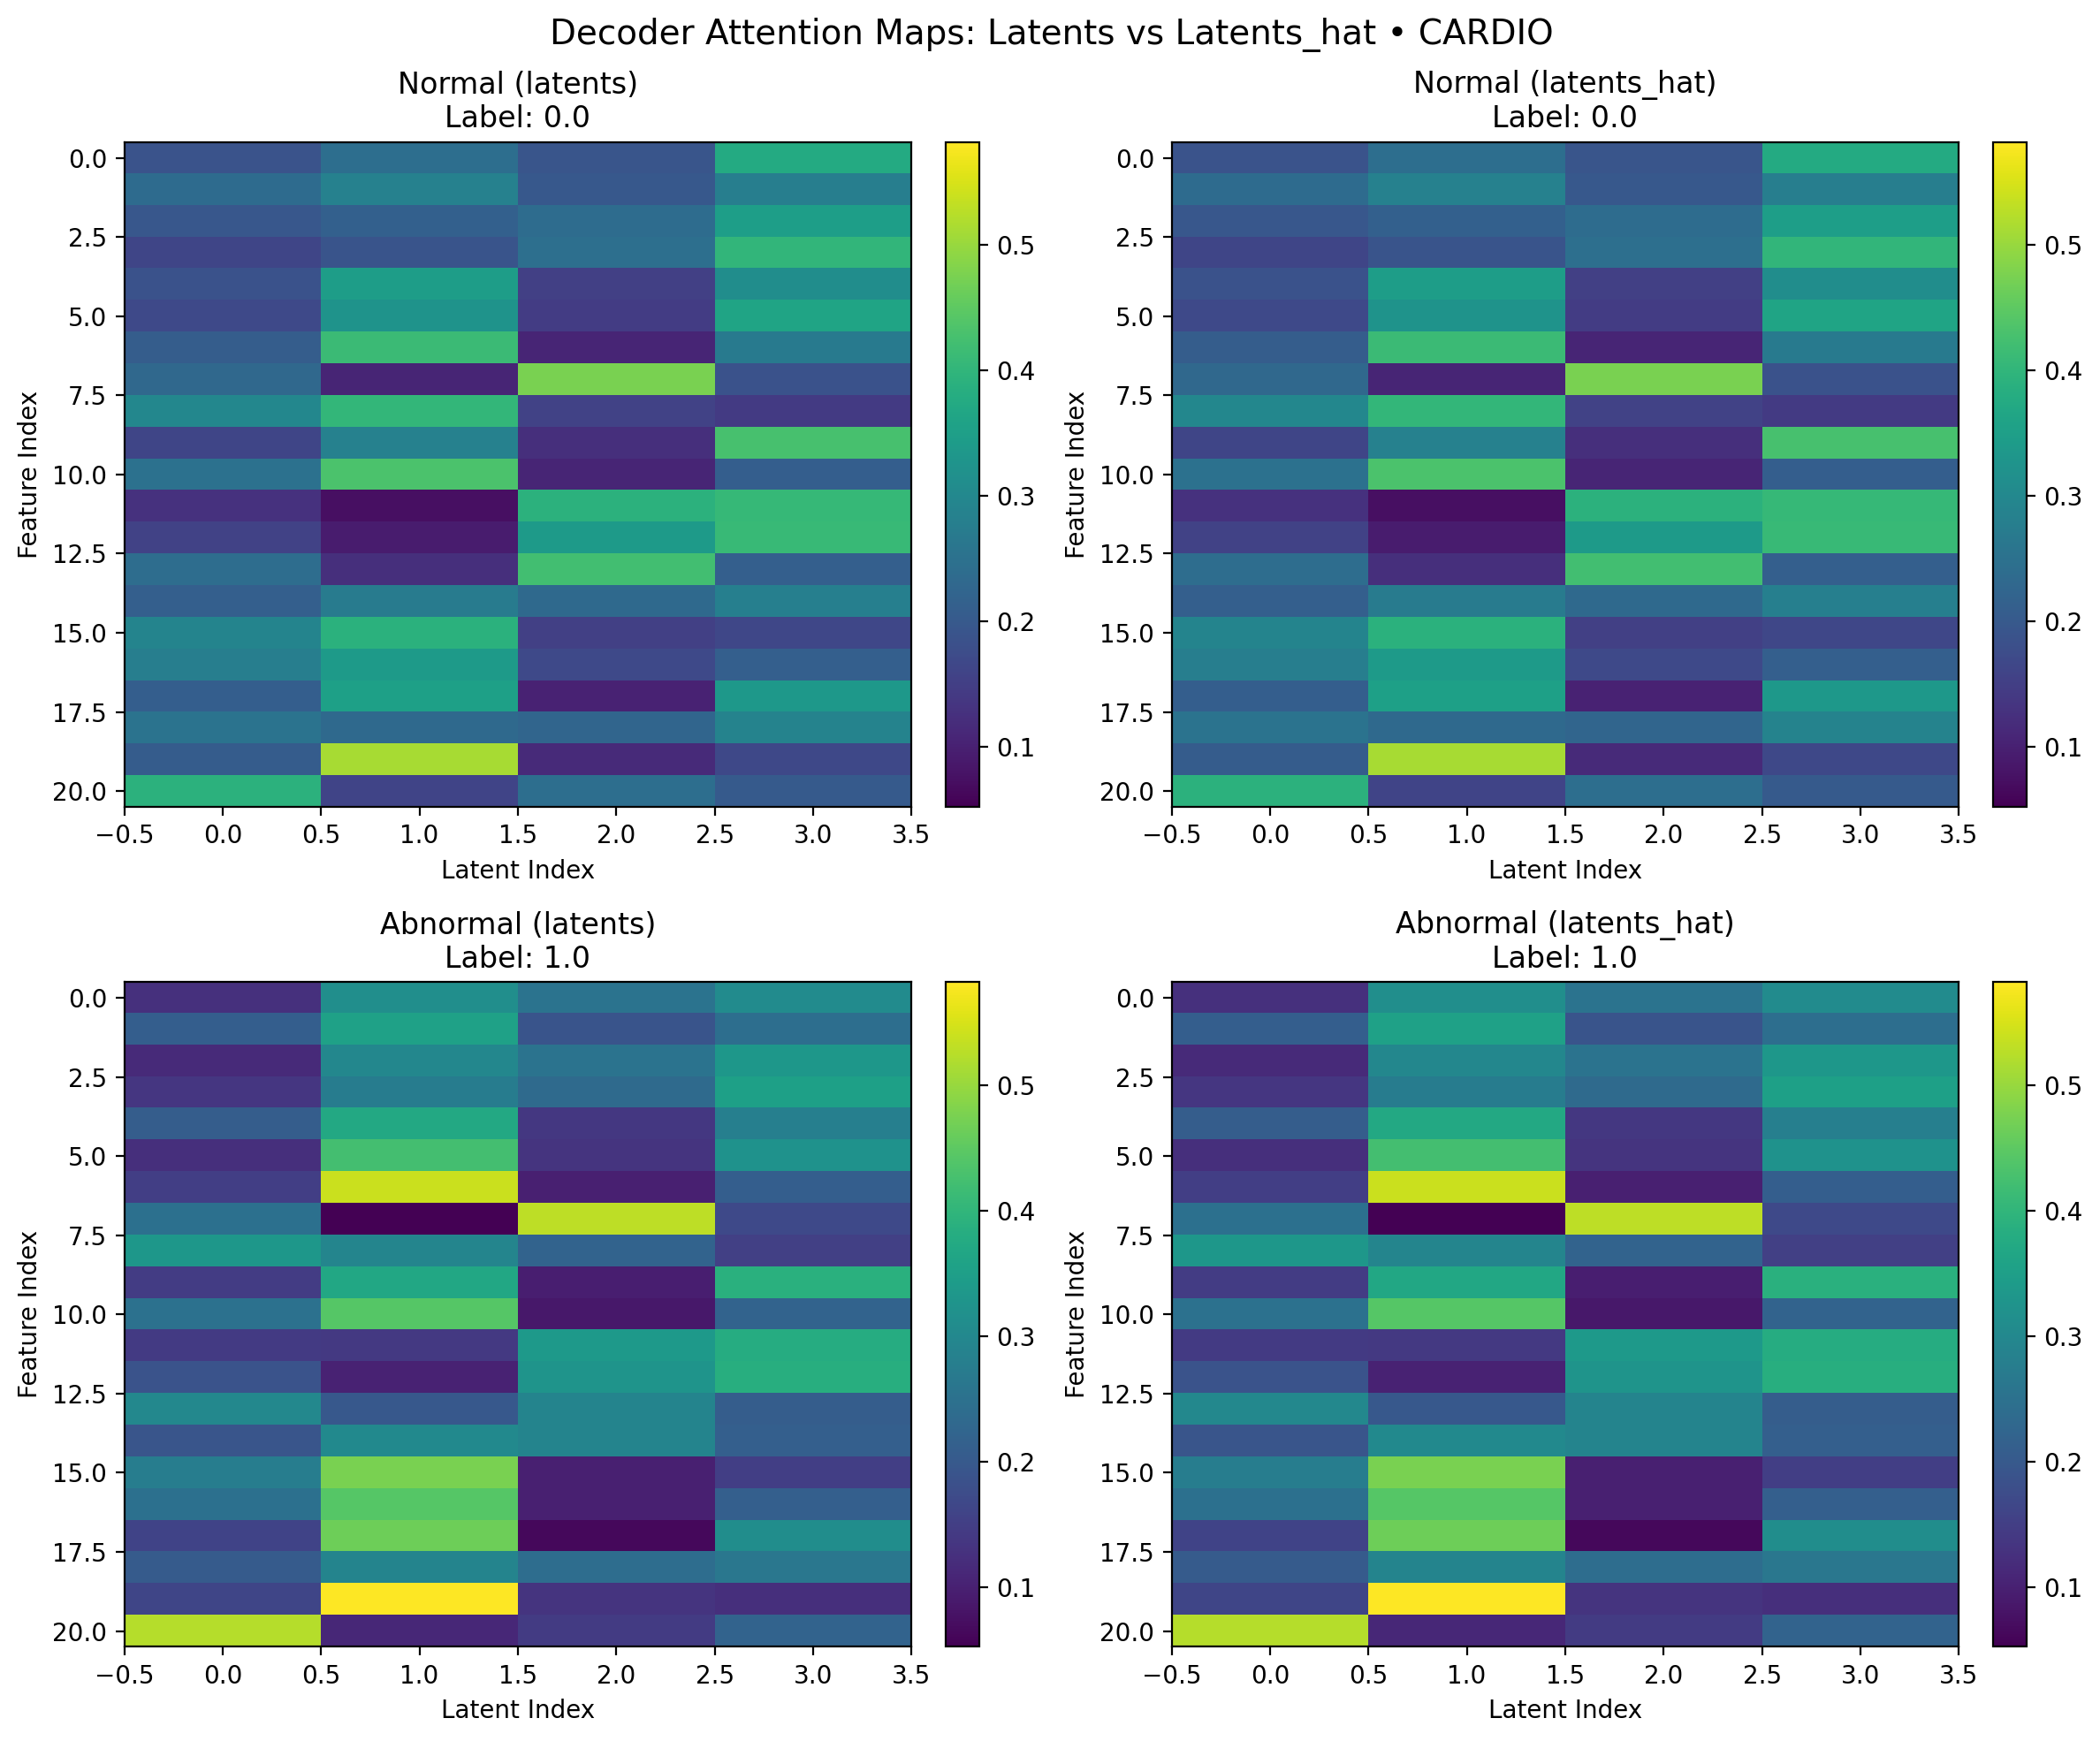 Decoder Attention Maps: Latents vs Latents_hat • CARDIO
Normal (latents)
Label: 0.0
0.0
2.5
5.0
7.5
10.0
12.5
15.0
17.5
20.0
Feature Index
−0.5 0.0 0.5 1.0 1.5 2.0 2.5 3.0 3.5
Latent Index
0.5
0.4
0.3
0.2
0.1
Normal (latents_hat)
Label: 0.0
0.0
2.5
5.0
7.5
10.0
12.5
15.0
17.5
20.0
Feature Index
−0.5 0.0 0.5 1.0 1.5 2.0 2.5 3.0 3.5
Latent Index
0.5
0.4
0.3
0.2
0.1
Abnormal (latents)
Label: 1.0
0.0
2.5
5.0
7.5
10.0
12.5
15.0
17.5
20.0
Feature Index
−0.5 0.0 0.5 1.0 1.5 2.0 2.5 3.0 3.5
Latent Index
0.5
0.4
0.3
0.2
0.1
Abnormal (latents_hat)
Label: 1.0
0.0
2.5
5.0
7.5
10.0
12.5
15.0
17.5
20.0
Feature Index
−0.5 0.0 0.5 1.0 1.5 2.0 2.5 3.0 3.5
Latent Index
0.5
0.4
0.3
0.2
0.1